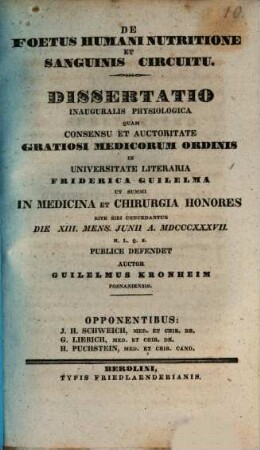 10.
DE
FOETUS HUMANI NUTRITIONE
ET
SANGUINIS CIRCUITU.
DISSERTATIO
INAUGURALIS PHYSIOLOGICA
QUAM
CONSENSU ET AUCTORITATE
GRATIOSI MEDICORUM ORDINIS
IN
UNIVERSITATE LITERARIA
FRIDERICA GUILELMA
UT SUMMI
IN MEDICINA ET CHIRURGIA HONORES
RITE SIBI CONCEDANTUR
DIE XIII. MENS. JUNII A. MDCCCXXXVII.
H. L. Q. S.
PUBLICE DEFENDET
AUCTOR
GUILELMUS KRONHEIM
POSNANIENSIS.
OPPONENTIBUS:
J. H. SCHWEICH, MED. ET CHIR. DR.
G. LIEBICH, MED. ET CHIR. DR.
H. PUCHSTEIN, MED. ET CHIR. CAND.
BEROLINI,
TYPIS FRIEDLAENDERIANIS.